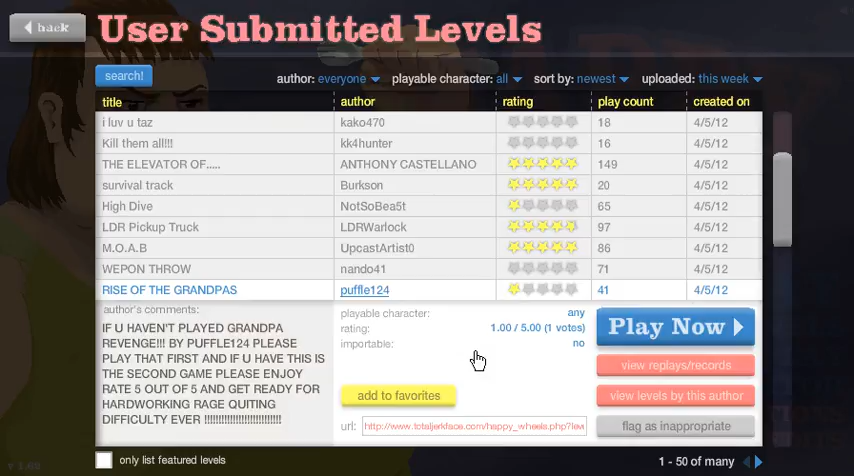 back
User Submitted Levels
search!
author: everyone playable character: all sort by: newest uploaded: this week
title author rating play count created on
i luv u taz kako470 18 4/5/12
Kill them all!!! kk4hunter 16 4/5/12
THE ELEVATOR OF..... ANTHONY CASTELLANO 149 4/5/12
survival track Burkson 20 4/5/12
High Dive NotSoBea5t 65 4/5/12
LDR Pickup Truck LDRWarlock 97 4/5/12
M.O.A.B UpcastArtist0 86 4/5/12
WEPON THROW nando41 71 4/5/12
RISE OF THE GRANDPAS puffle124 41 4/5/12
author's comments:
IF U HAVEN'T PLAYED GRANDPA
REVENGE!!! BY PUFFLE124 PLEASE
PLAY THAT FIRST AND IF U HAVE THIS IS
THE SECOND GAME PLEASE ENJOY
RATE 5 OUT OF 5 AND GET READY FOR
HARDWORKING RAGE QUITING
DIFFICULTY EVER !!!!!!!!!!!!!!!!!!!!!!!!!!!!
playable character: any
rating: 1.00 / 5.00 (1 votes)
importable: no
add to favorites
url: http://www.totaljerkface.com/happy_wheels.php?lev
Play Now
view replays/records
view levels by this author
flag as inappropriate
only list featured levels
1 - 50 of many